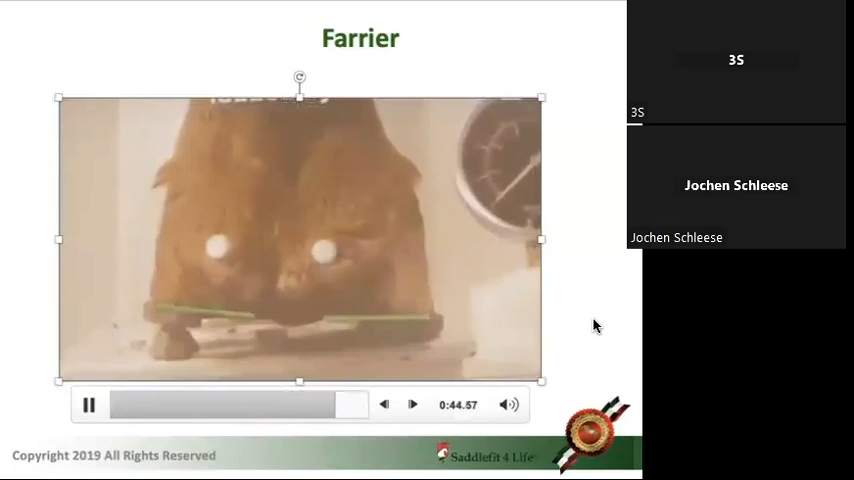 Farrier
3S
3S
Jochen Schleese
Jochen Schleese
0:44.57
Copyright 2019 All Rights Reserved
Saddlefit 4 Life